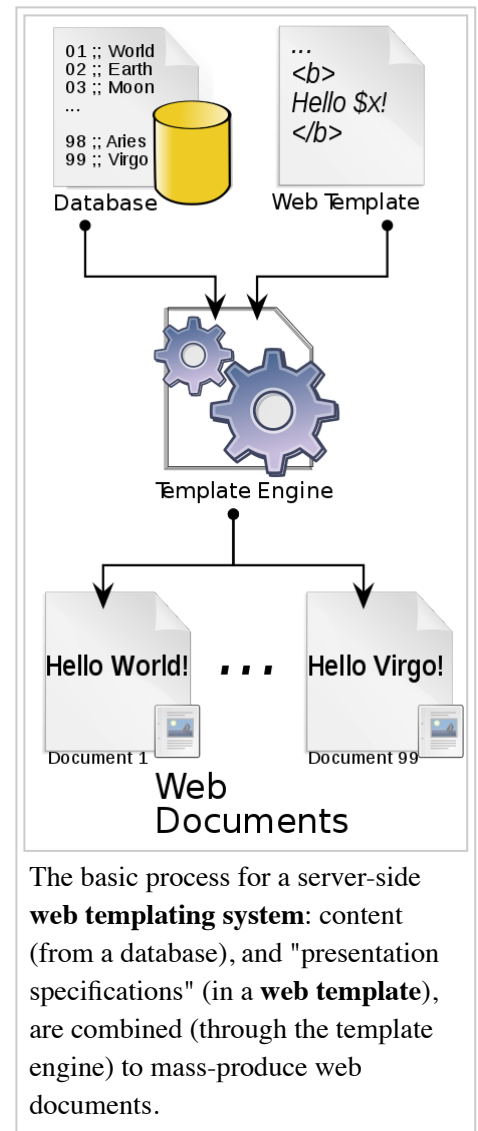 01 ;; World
02 ;; Earth
03 ;; Moon
...
98 ;; Aries
99 ;; Virgo
Database
...
<b>
Hello $x!
</b>
Web Template
Template Engine
Hello World!
...
Hello Virgo!
Document 1
Document 99
Web
Documents
The basic process for a server-side
web templating system: content
(from a database), and "presentation
specifications" (in a web template),
are combined (through the template
engine) to mass-produce web
documents.